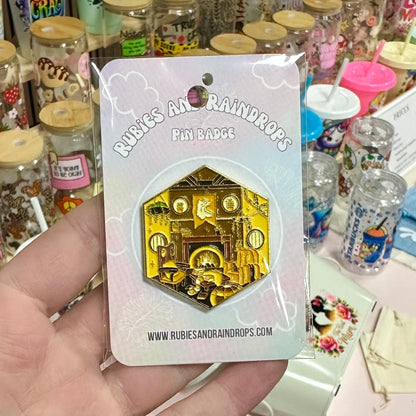 RUBIES AND RAINDROPS
PIN BADGE
WWW.RUBIESANDRAINDROPS.COM